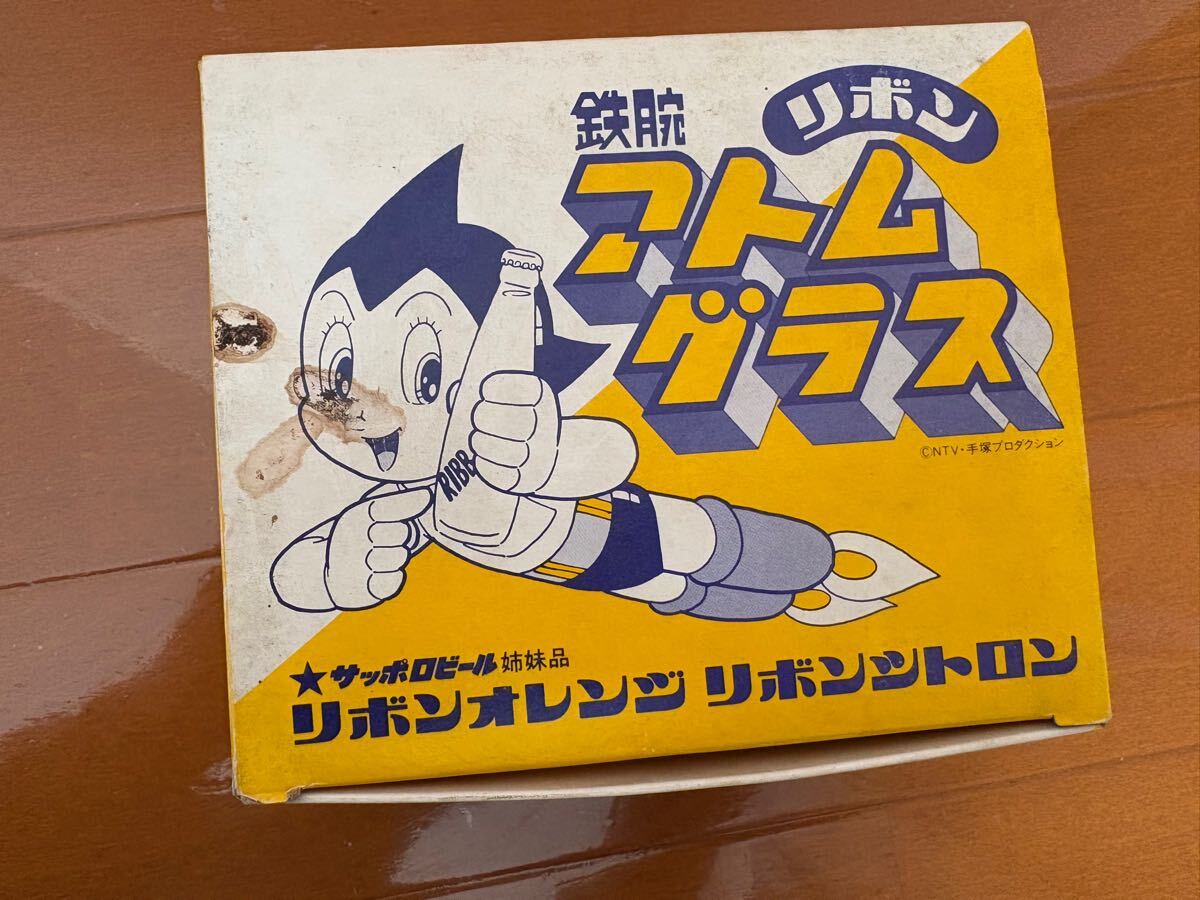 リボン
鉄腕
アトム
グラス
©NTV・手塚プロダクション
RIBB
★サッポロビール 姉妹品
リボンオレンジ リボンシトロン